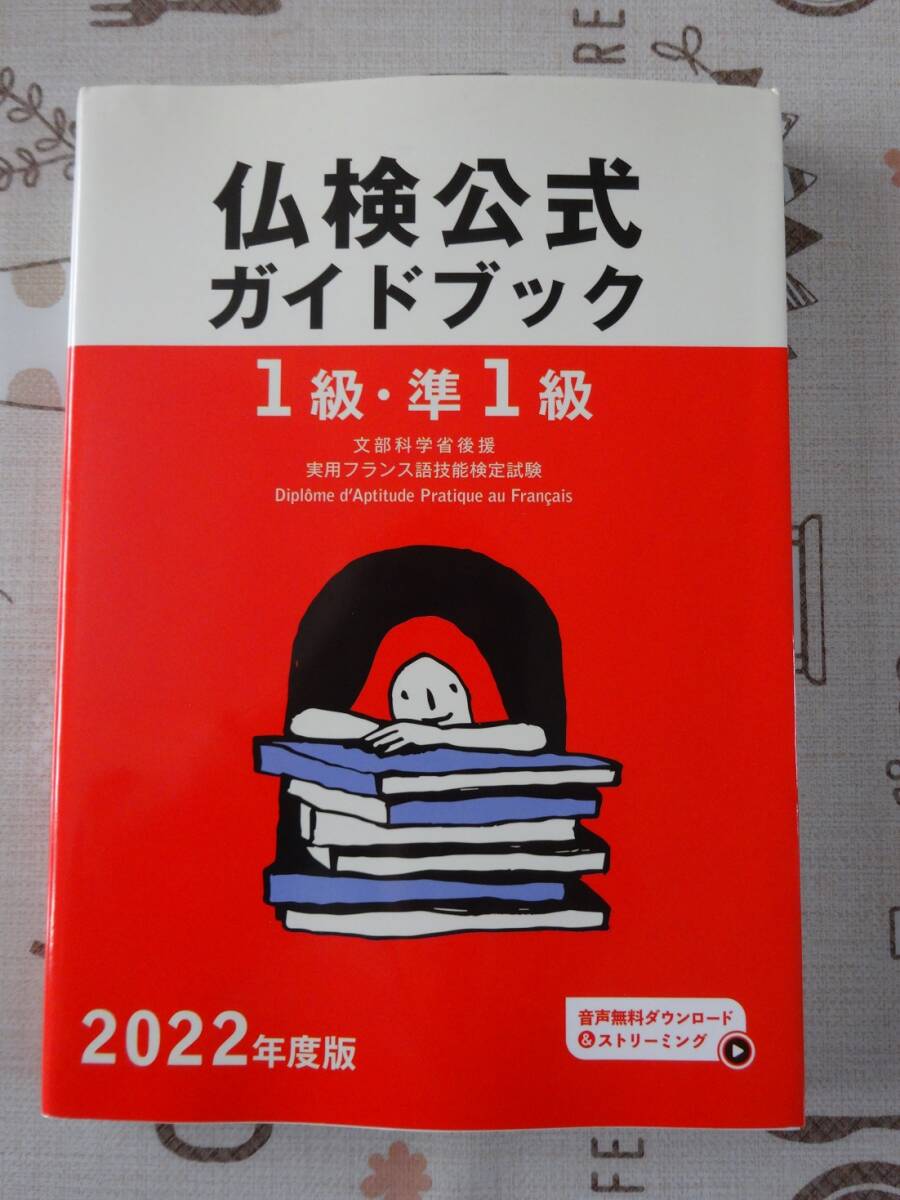 仏検公式
ガイドブック
1級・準1級
文部科学省後援
実用フランス語技能検定試験
Diplôme d'Aptitude Pratique au Français
2022年度版
音声無料ダウンロード
&ストリーミング
RE
FE